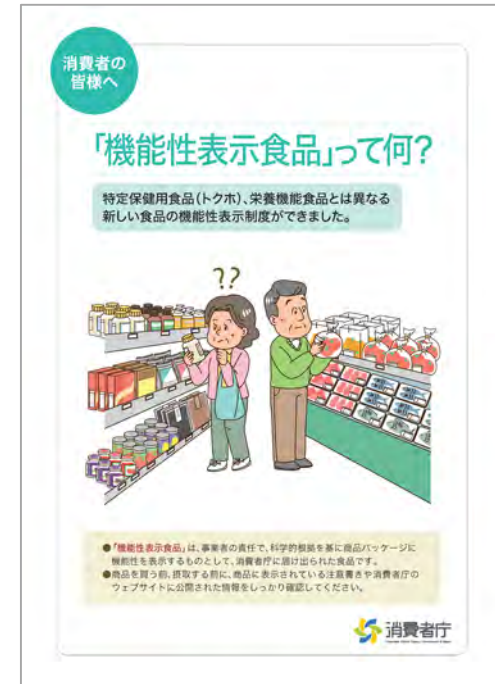 消費者の
皆様へ
「機能性表示食品」って何?
特定保健用食品(トクホ)、栄養機能食品とは異なる
新しい食品の機能性表示制度ができました。
??
●「機能性表示食品」は、事業者の責任で、科学的根拠を基に商品パッケージに
機能性を表示するものとして、消費者庁に届け出られた食品です。
●商品を買う前、摂取する前に、商品に表示されている注意書きや消費者庁の
ウェブサイトに公開された情報をしっかり確認してください。
消費者庁